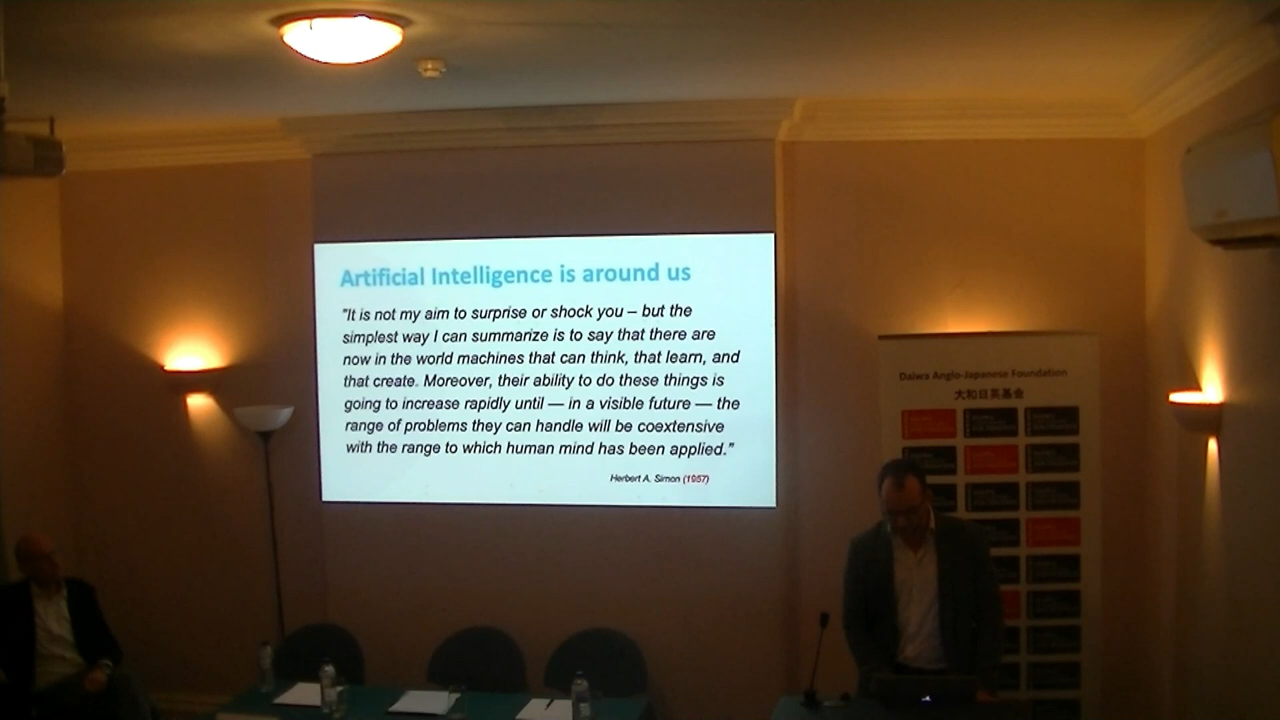 Artificial Intelligence is around us
"It is not my aim to surprise or shock you – but the
simplest way I can summarize is to say that there are
now in the world machines that can think, that learn, and
that create. Moreover, their ability to do these things is
going to increase rapidly until — in a visible future — the
range of problems they can handle will be coextensive
with the range to which human mind has been applied."
Herbert A. Simon (1957)
Daiwa Anglo-Japanese Foundation
大和日英基会